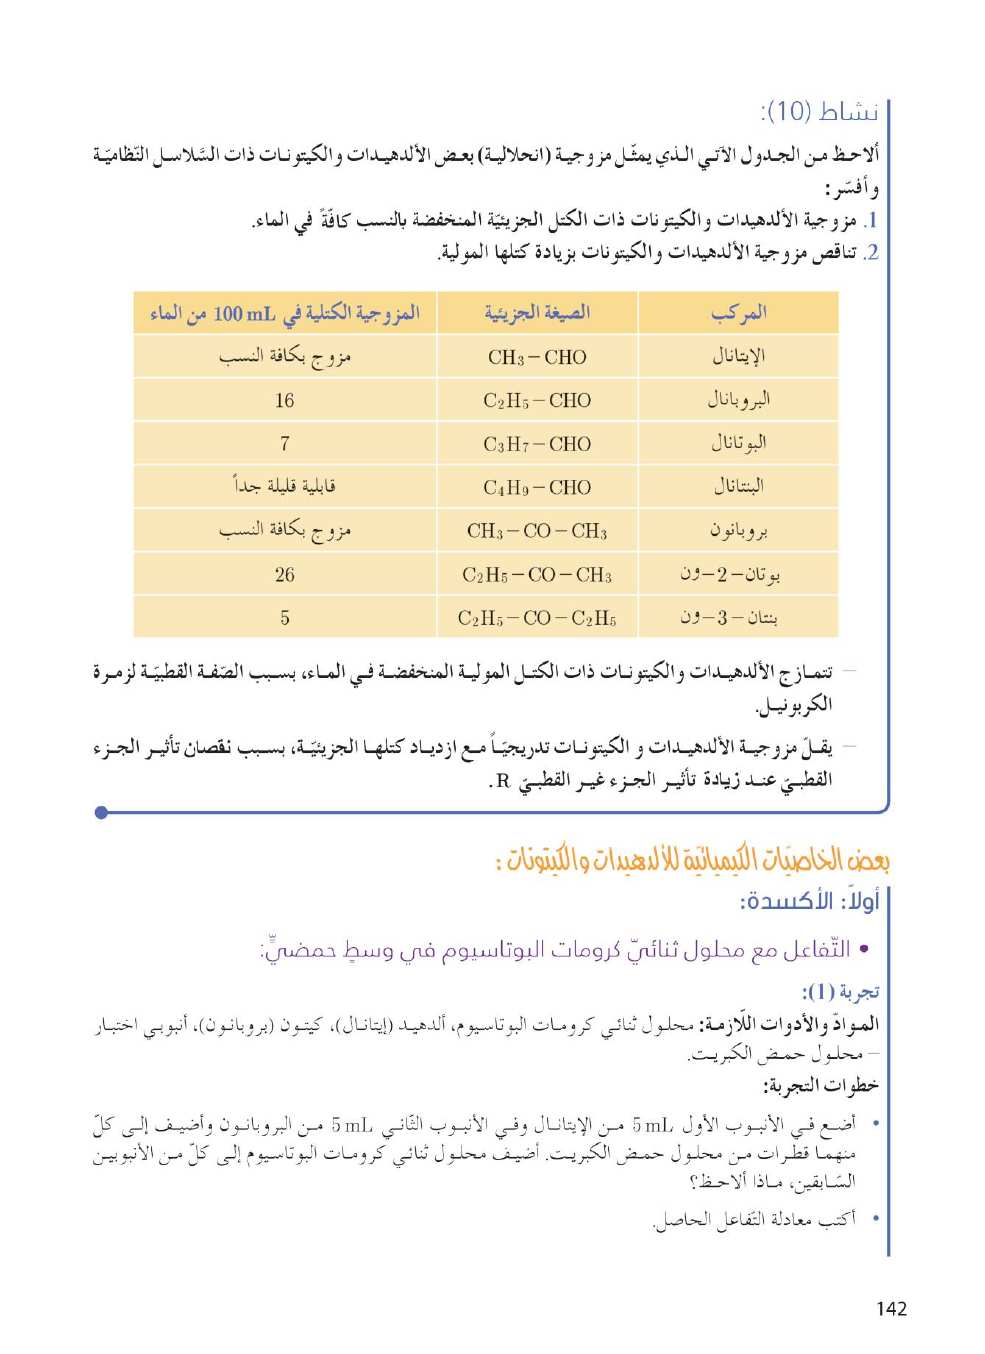 نشاط (10):
ألاحظ من الجدول الآتي الذي يمثّل مزوجية (انحلالية) بعض الألدهيدات والكيتونات ذات السّلاسل النّظاميّة
وأفسّر:
1. مزوجية الألدهيدات والكيتونات ذات الكتل الجزيئيّة المنخفضة بالنسب كافّةً في الماء.
2. تناقص مزوجية الألدهيدات والكيتونات بزيادة كتلها المولية.
المركب	الصيغة الجزيئية	المزوجية الكتلية في 100 mL من الماء
الإيتانال	CH₃ – CHO	مزوج بكافة النسب
البروبانال	C₂H₅ – CHO	16
البوتانال	C₃H₇ – CHO	7
البنتانال	C₄H₉ – CHO	قابلية قليلة جداً
بروبانون	CH₃ – CO – CH₃	مزوج بكافة النسب
بوتان–2–ون	C₂H₅ – CO – CH₃	26
بنتان–3–ون	C₂H₅ – CO – C₂H₅	5
– تتمازج الألدهيدات والكيتونات ذات الكتل المولية المنخفضة في الماء، بسبب الصّفة القطبيّة لزمرة
الكربونيل.
– يقلّ مزوجية الألدهيدات و الكيتونات تدريجيّاً مع ازدياد كتلها الجزيئيّة، بسبب نقصان تأثير الجزء
القطبيّ عند زيادة تأثير الجزء غير القطبيّ R.
بعض الخاصيّات الكيميائيّة للألدهيدات والكيتونات :
أولاً: الأكسدة:
• التّفاعل مع محلول ثنائيّ كرومات البوتاسيوم في وسطٍ حمضيٍّ:
تجربة (1):
الموادّ والأدوات اللّازمة: محلول ثنائي كرومات البوتاسيوم، ألدهيد (إيتانال)، كيتون (بروبانون)، أنبوبي اختبار
– محلول حمض الكبريت.
خطوات التجربة:
• أضع في الأنبوب الأول 5 mL من الإيتانال وفي الأنبوب الثّاني 5 mL من البروبانون وأضيف إلى كلّ
منهما قطرات من محلول حمض الكبريت. أضيف محلول ثنائي كرومات البوتاسيوم إلى كلّ من الأنبوبين
السّابقين، ماذا ألاحظ؟
• أكتب معادلة التّفاعل الحاصل.
142